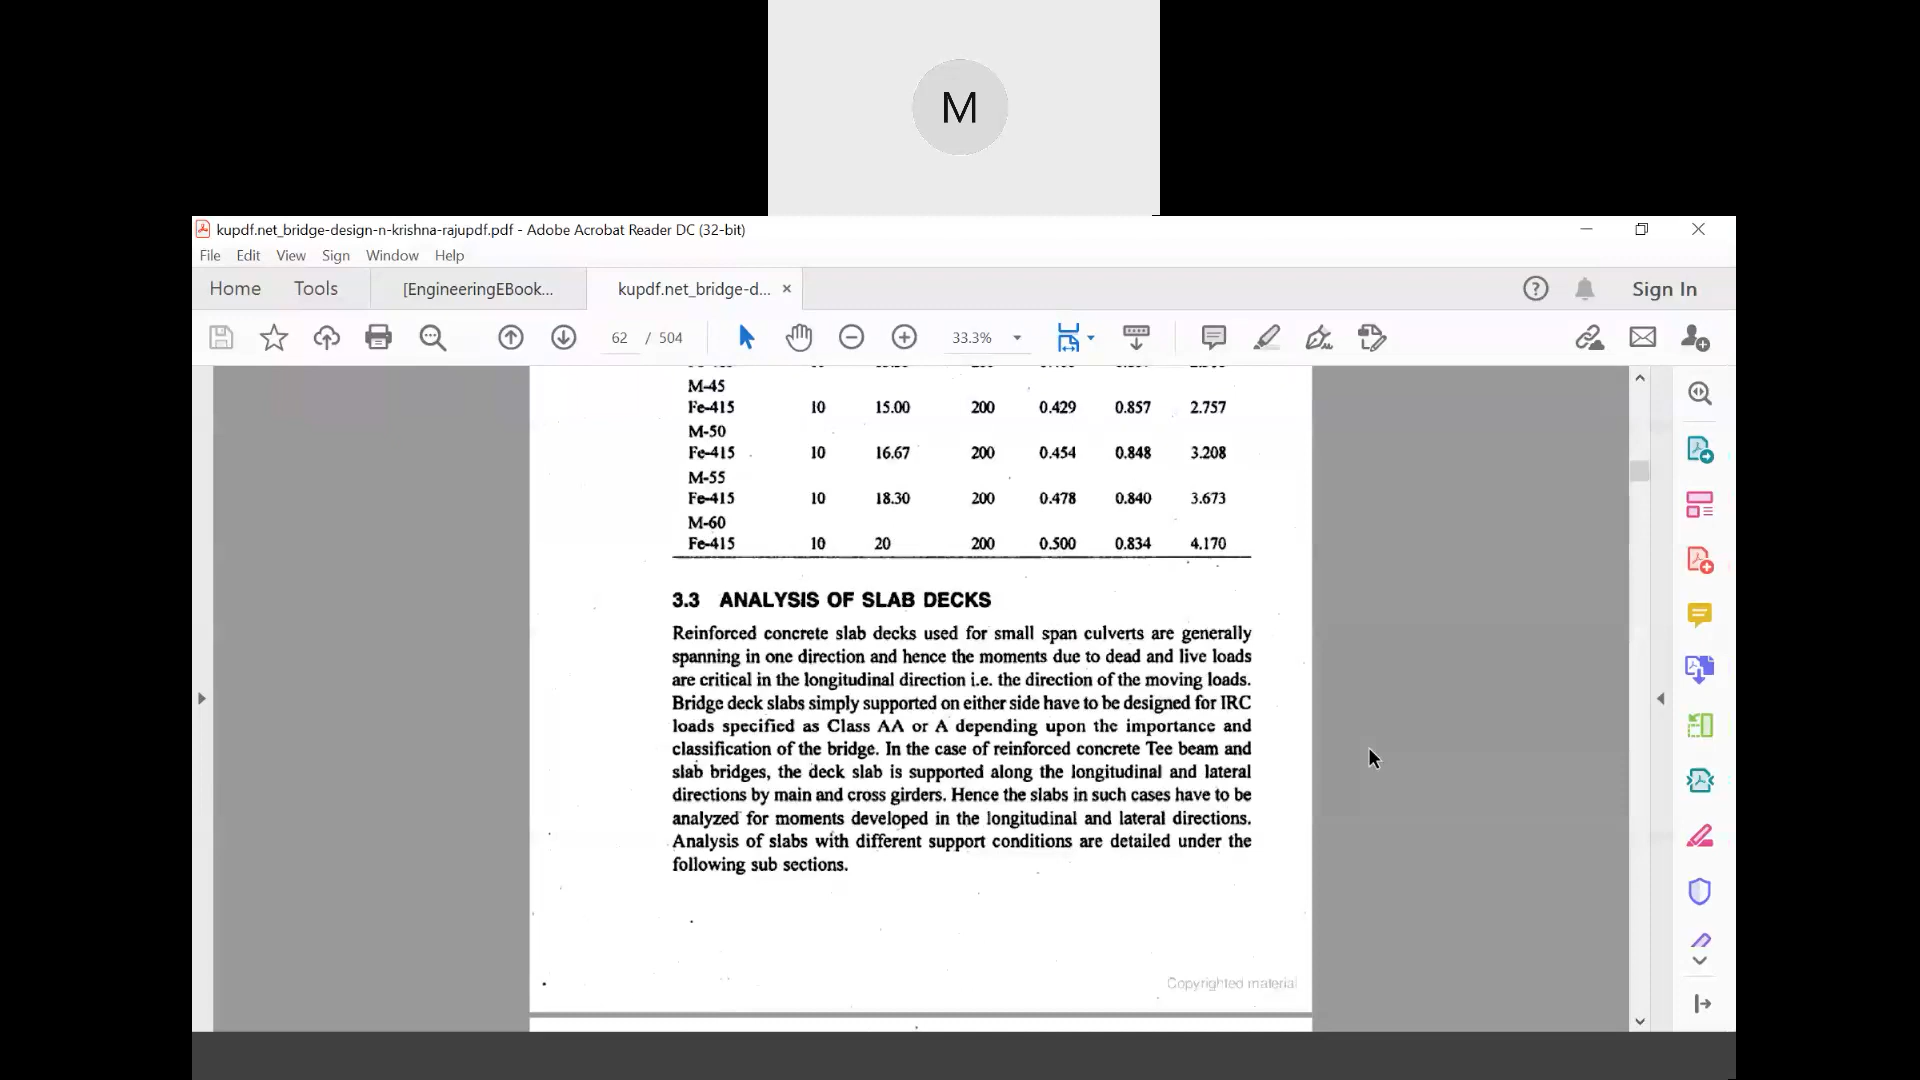 M
kupdf.net_bridge-design-n-krishna-rajupdf.pdf - Adobe Acrobat Reader DC (32-bit)
File Edit View Window Help
Home Tools [EngineeringEBook... kupdf.net_bridge-d... × Sign In
62 / 504 33.3%
M-45
Fe-415 10 15.00 200 0.429 0.857 2.757
M-50
Fe-415 10 16.67 200 0.454 0.848 3.208
M-55
Fe-415 10 18.30 200 0.478 0.840 3.673
M-60
Fe-415 10 20 200 0.500 0.834 4.170
3.3 ANALYSIS OF SLAB DECKS
Reinforced concrete slab decks used for small span culverts are generally
spanning in one direction and hence the moments due to dead and live loads
are critical in the longitudinal direction i.e. the direction of the moving loads.
Bridge deck slabs simply supported on either side have to be designed for IRC
loads specified as Class AA or A depending upon the importance and
classification of the bridge. In the case of reinforced concrete Tee beam and
slab bridges, the deck slab is supported along the longitudinal and lateral
directions by main and cross girders. Hence the slabs in such cases have to be
analyzed for moments developed in the longitudinal and lateral directions.
Analysis of slabs with different support conditions are detailed under the
following sub sections.
Copyrighted material